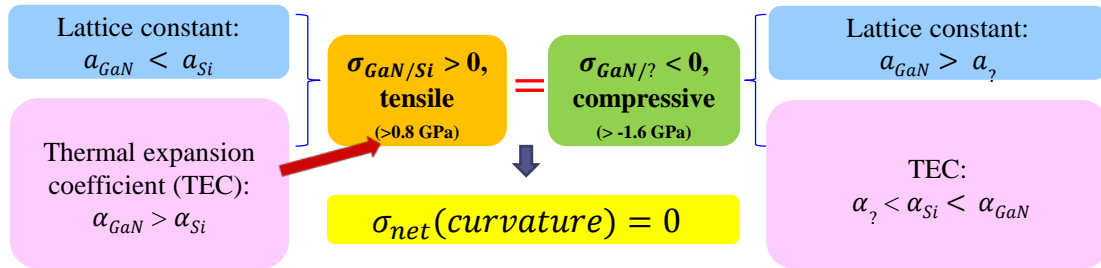 Lattice constant:
a_GaN < a_Si
Thermal expansion
coefficient (TEC):
α_GaN > α_Si
σ_GaN/Si > 0,
tensile
(>0.8 GPa)
=
σ_GaN/? < 0,
compressive
(> -1.6 GPa)
σ_net(curvature) = 0
Lattice constant:
a_GaN > a_?
TEC:
α_? < α_Si < α_GaN